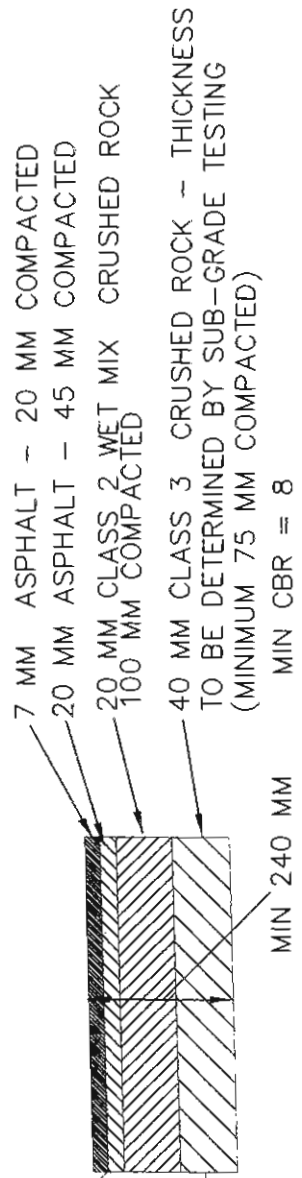 7 MM ASPHALT - 20 MM COMPACTED
20 MM ASPHALT - 45 MM COMPACTED
20 MM CLASS 2 WET MIX CRUSHED ROCK
100 MM COMPACTED
40 MM CLASS 3 CRUSHED ROCK - THICKNESS
TO BE DETERMINED BY SUB-GRADE TESTING
(MINIMUM 75 MM COMPACTED)
MIN 240 MM
MIN CBR = 8